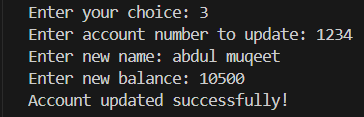 Enter your choice: 3
Enter account number to update: 1234
Enter new name: abdul muqeet
Enter new balance: 10500
Account updated successfully!